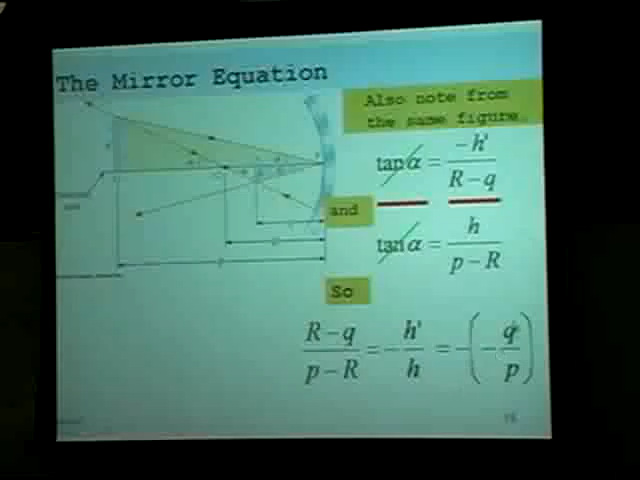 The Mirror Equation
Also note from
the same figure.
tan α = -h' / R - q
and
tan α = h / p - R
So
R - q / p - R = - h' / h = - ( - q / p )